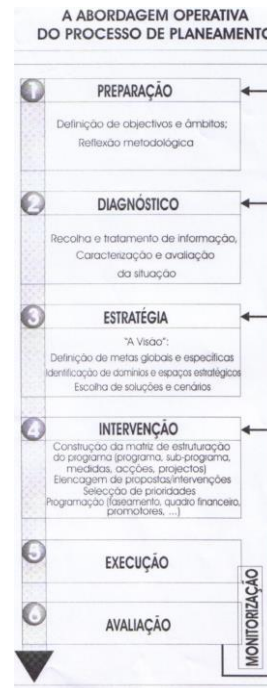 A ABORDAGEM OPERATIVA
DO PROCESSO DE PLANEAMENTO
1
PREPARAÇÃO
Definição de objectivos e âmbitos;
Reflexão metodológica
2
DIAGNÓSTICO
Recolha e tratamento de informação,
Caracterização e avaliação
da situação
3
ESTRATÉGIA
"A Visão":
Definição de metas globais e especificas
Identificação de domínios e espaços estratégicos
Escolha de soluções e cenários
4
INTERVENÇÃO
Construção da matriz de estruturação
do programa (programa, sub-programa,
medidas, acções, projectos)
Elencagem de propostas/intervenções
Selecção de prioridades
Programação (faseamento, quadro financeiro,
promotores, ...)
5
EXECUÇÃO
6
AVALIAÇÃO
MONITORIZAÇÃO